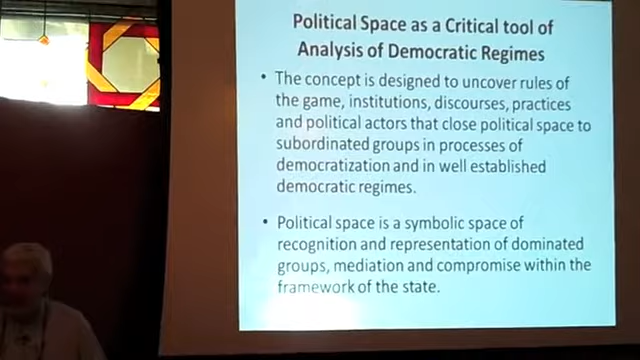 Political Space as a Critical tool of
Analysis of Democratic Regimes
• The concept is designed to uncover rules of
the game, institutions, discourses, practices
and political actors that close political space to
subordinated groups in processes of
democratization and in well established
democratic regimes.
• Political space is a symbolic space of
recognition and representation of dominated
groups, mediation and compromise within the
framework of the state.